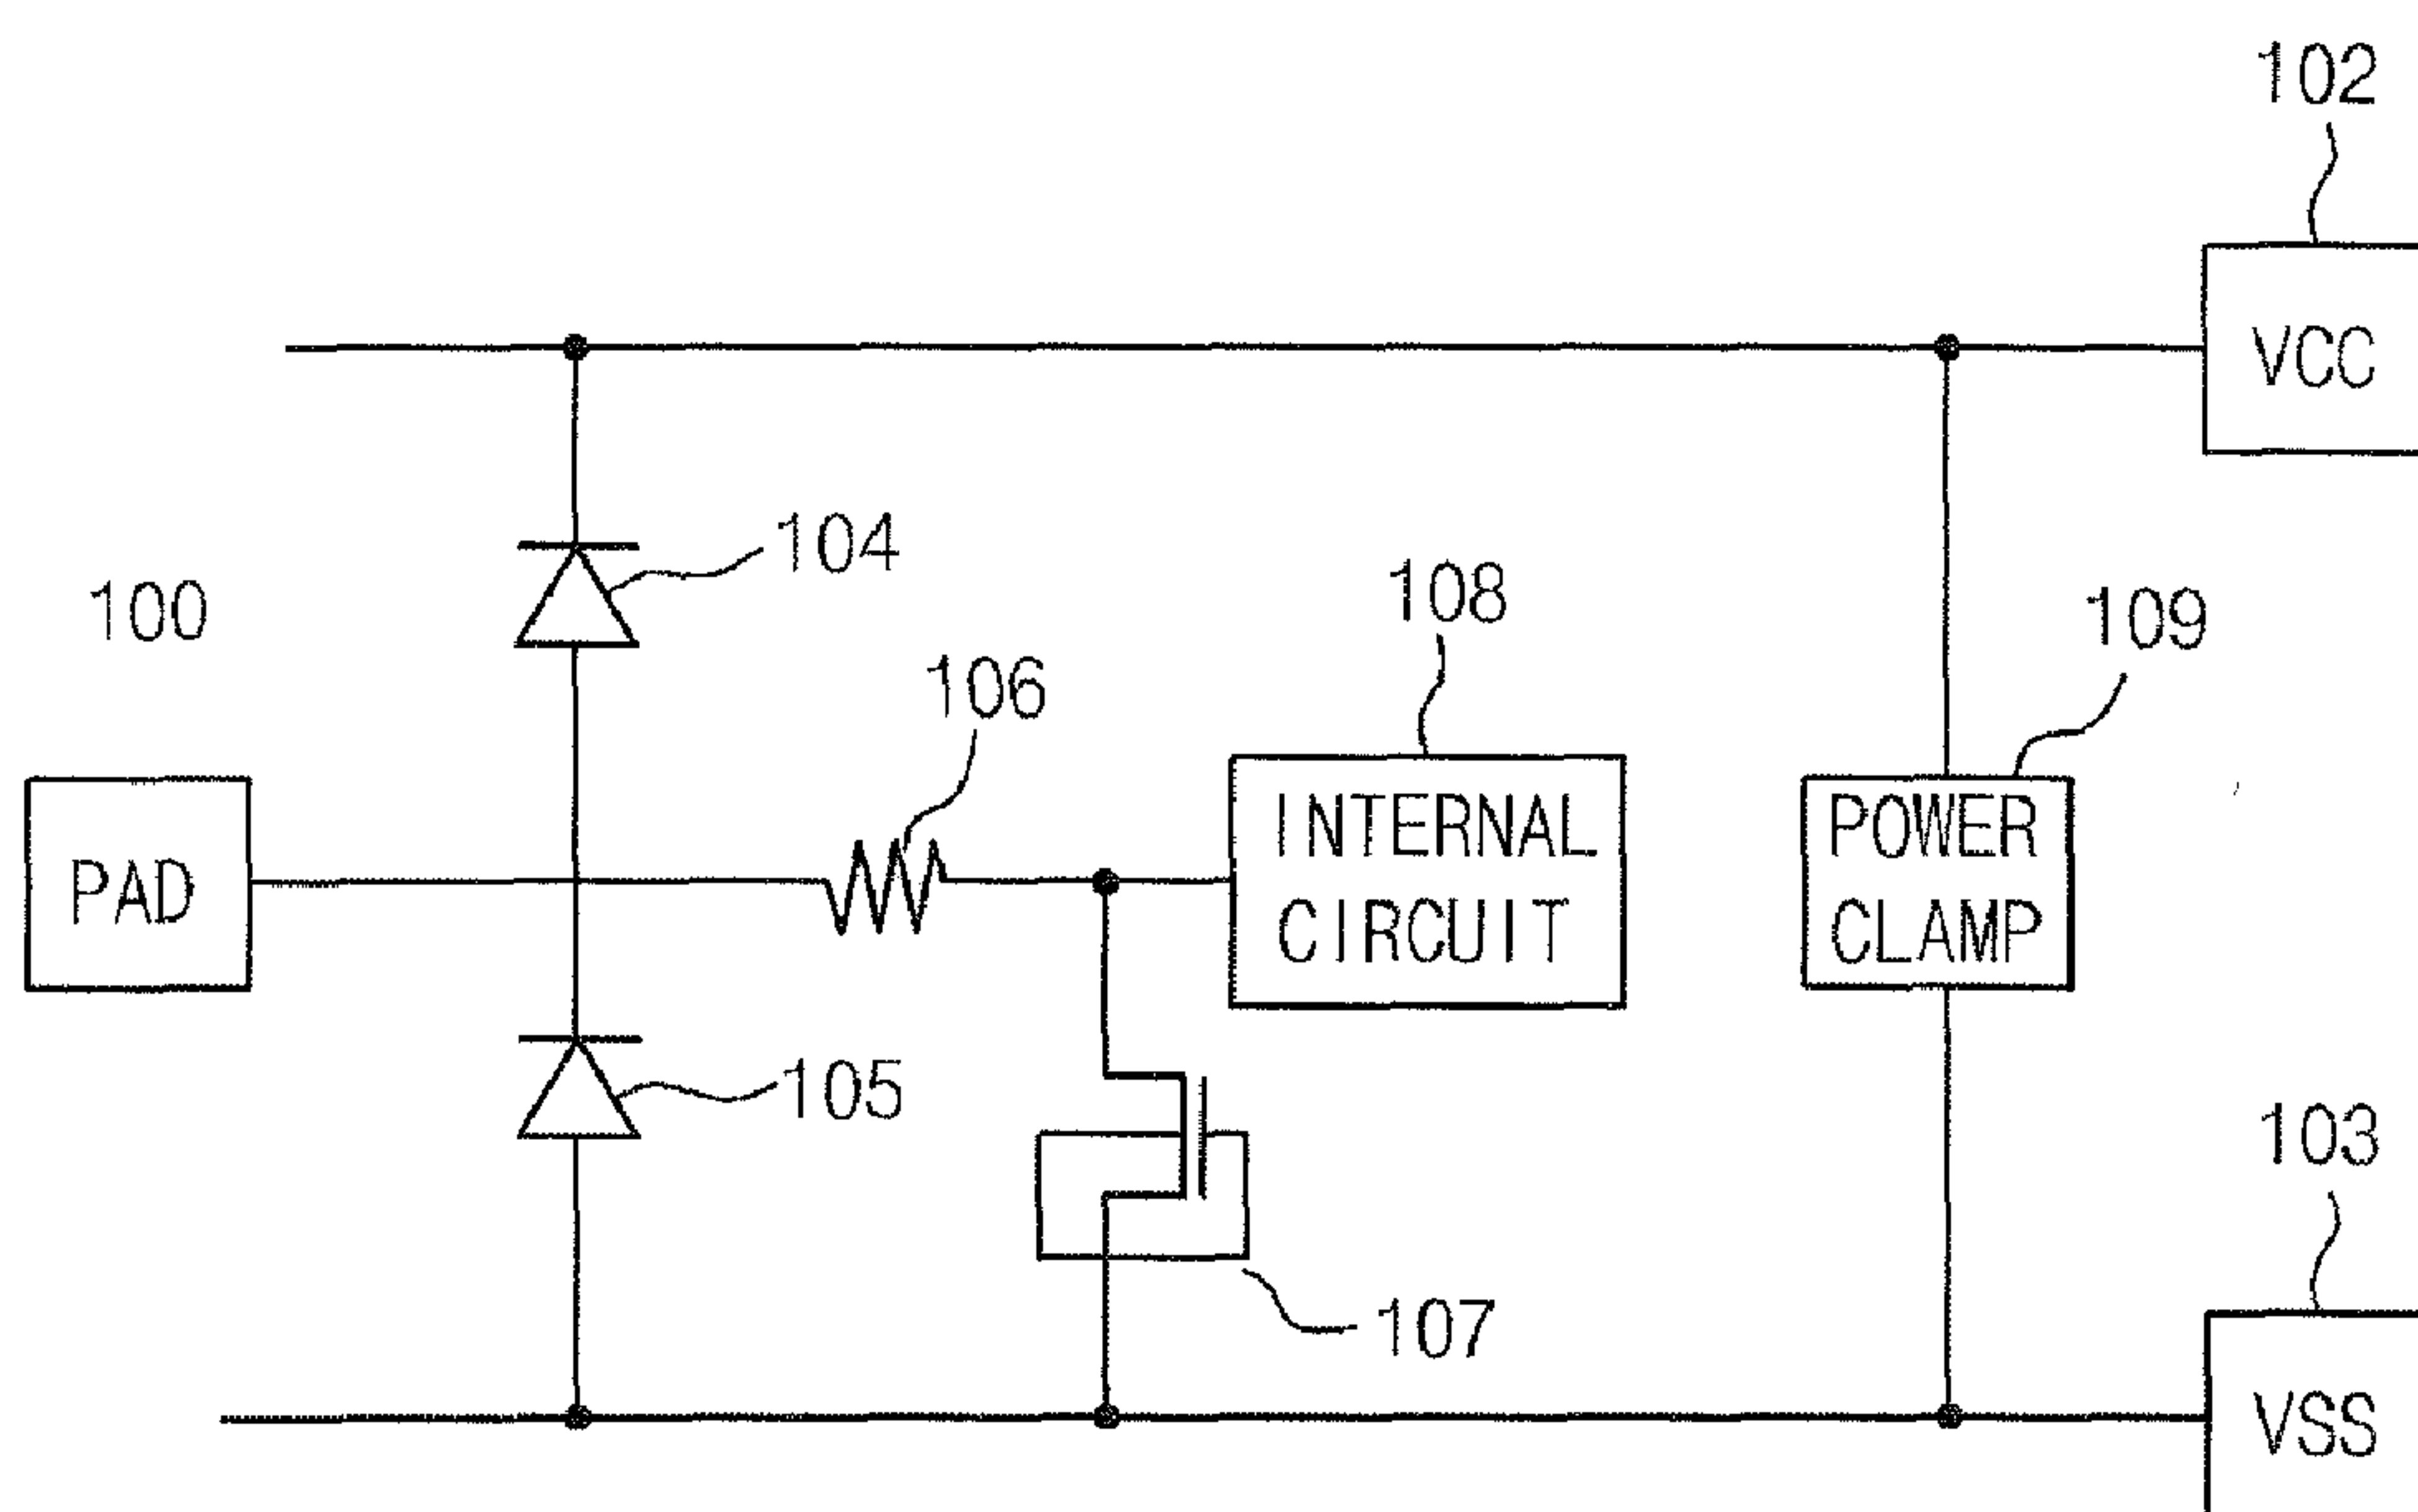 102
VCC
104
100
108
109
106
INTERNAL
CIRCUIT
POWER
CLAMP
PAD
105
103
107
VSS